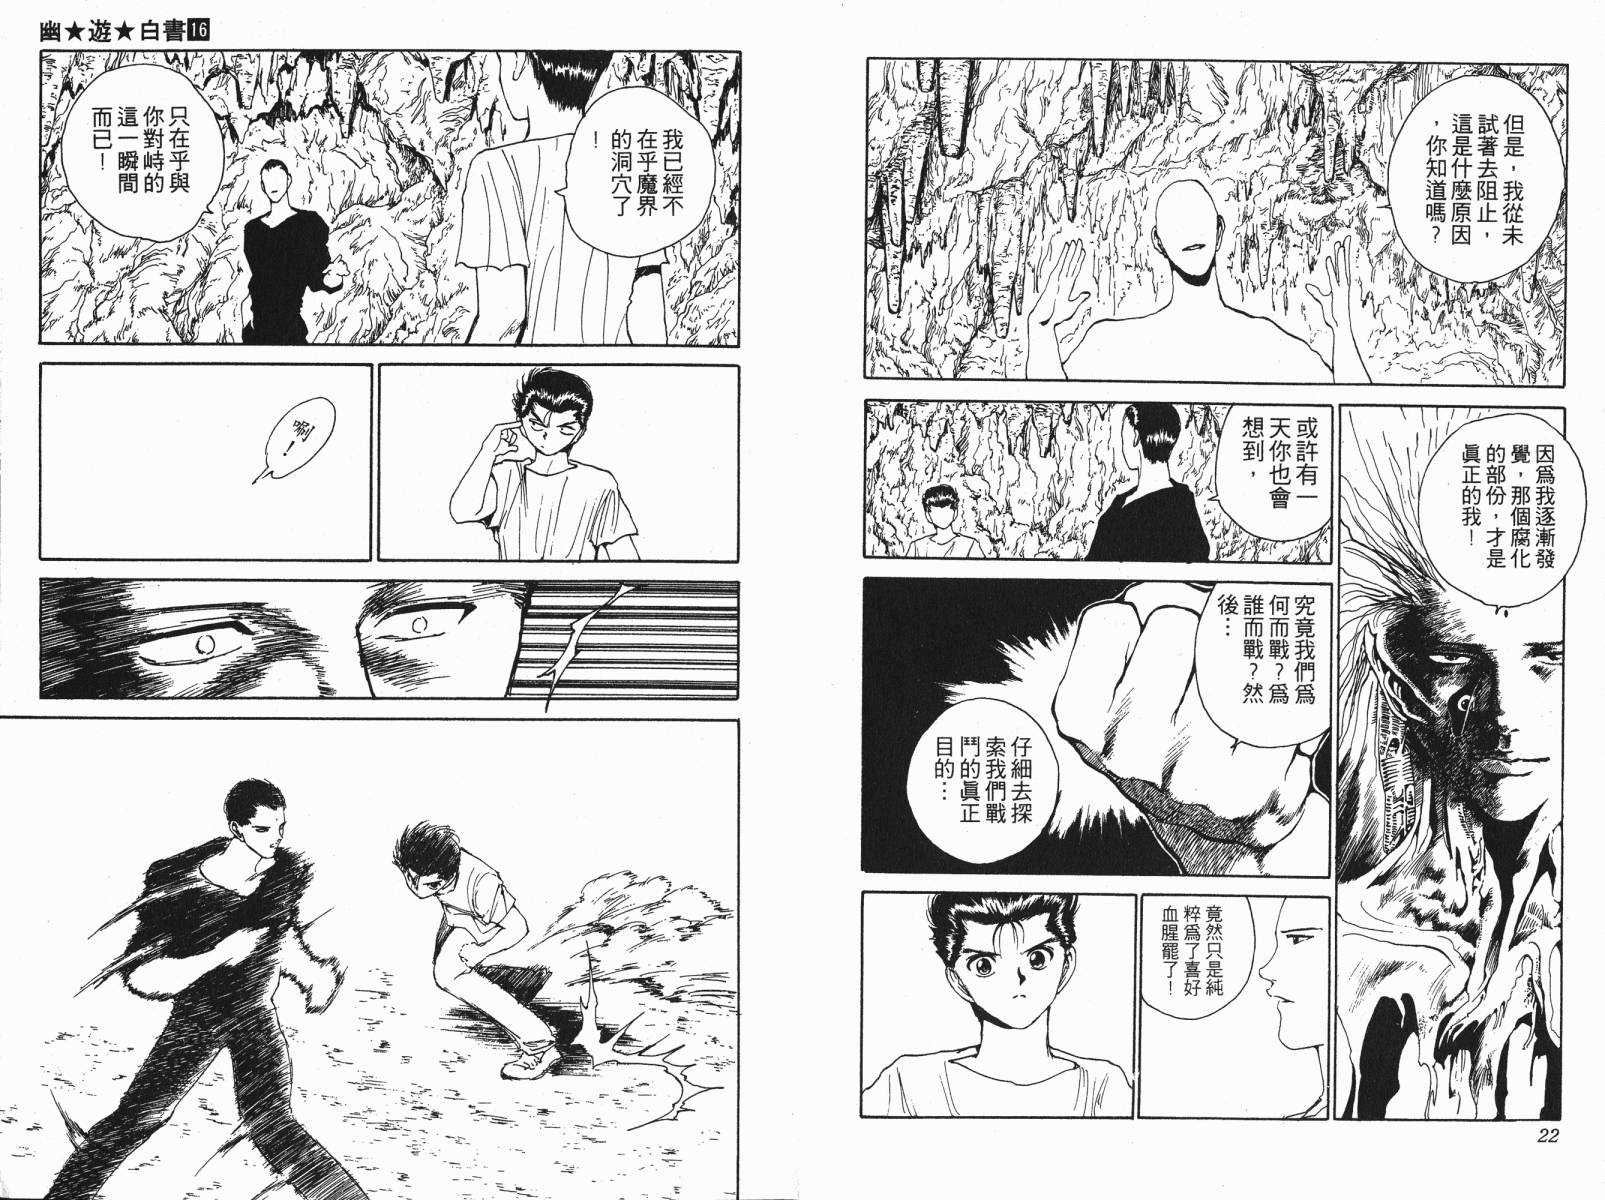 幽★遊★白書16
但是，我從未
試著去阻止，
這是什麼原因
，你知道嗎？
因爲我逐漸發
覺，那個腐化
的部份，才是
眞正的我！
或許有一
天你也會
想到，
究竟我們爲
何而戰？爲
誰而戰？然
後…
仔細去探
索我們戰
鬥的眞正
目的…
竟然只是純
粹爲了喜好
血腥罷了！
22
我已經不
在乎魔界
的洞穴了
！
只在乎與
你對峙的
這一瞬間
而已！
唰！